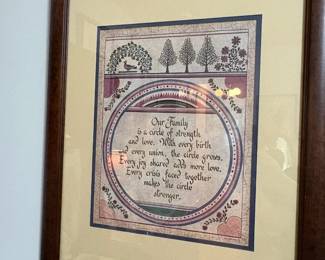 Our Family
is a circle of strength
and love. With every birth
and every union, the circle grows.
Every joy shared adds more love.
Every crisis faced together
makes the circle
stronger.